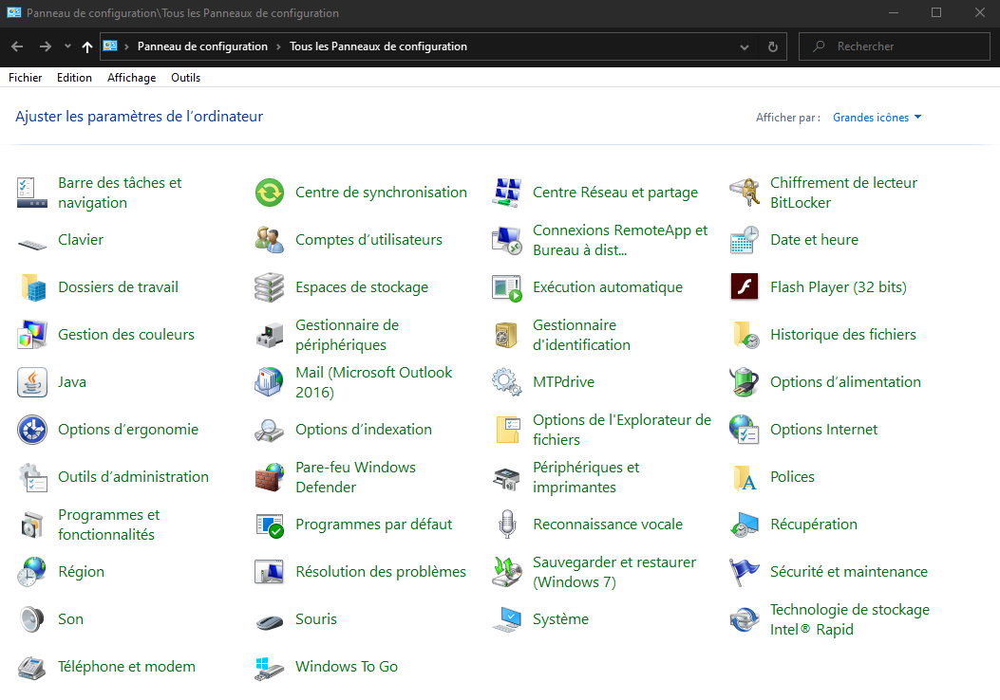 Panneau de configuration\Tous les Panneaux de configuration
Panneau de configuration > Tous les Panneaux de configuration
Rechercher
Fichier Edition Affichage Outils
Ajuster les paramètres de l'ordinateur
Afficher par : Grandes icônes
Barre des tâches et
navigation
Centre de synchronisation
Centre Réseau et partage
Chiffrement de lecteur
BitLocker
Clavier
Comptes d'utilisateurs
Connexions RemoteApp et
Bureau à dist...
Date et heure
Dossiers de travail
Espaces de stockage
Exécution automatique
Flash Player (32 bits)
Gestion des couleurs
Gestionnaire de
périphériques
Gestionnaire
d'identification
Historique des fichiers
Java
Mail (Microsoft Outlook
2016)
MTPdrive
Options d'alimentation
Options d'ergonomie
Options d'indexation
Options de l'Explorateur de
fichiers
Options Internet
Outils d'administration
Pare-feu Windows
Defender
Périphériques et
imprimantes
Polices
Programmes et
fonctionnalités
Programmes par défaut
Reconnaissance vocale
Récupération
Région
Résolution des problèmes
Sauvegarder et restaurer
(Windows 7)
Sécurité et maintenance
Son
Souris
Système
Technologie de stockage
Intel® Rapid
Téléphone et modem
Windows To Go